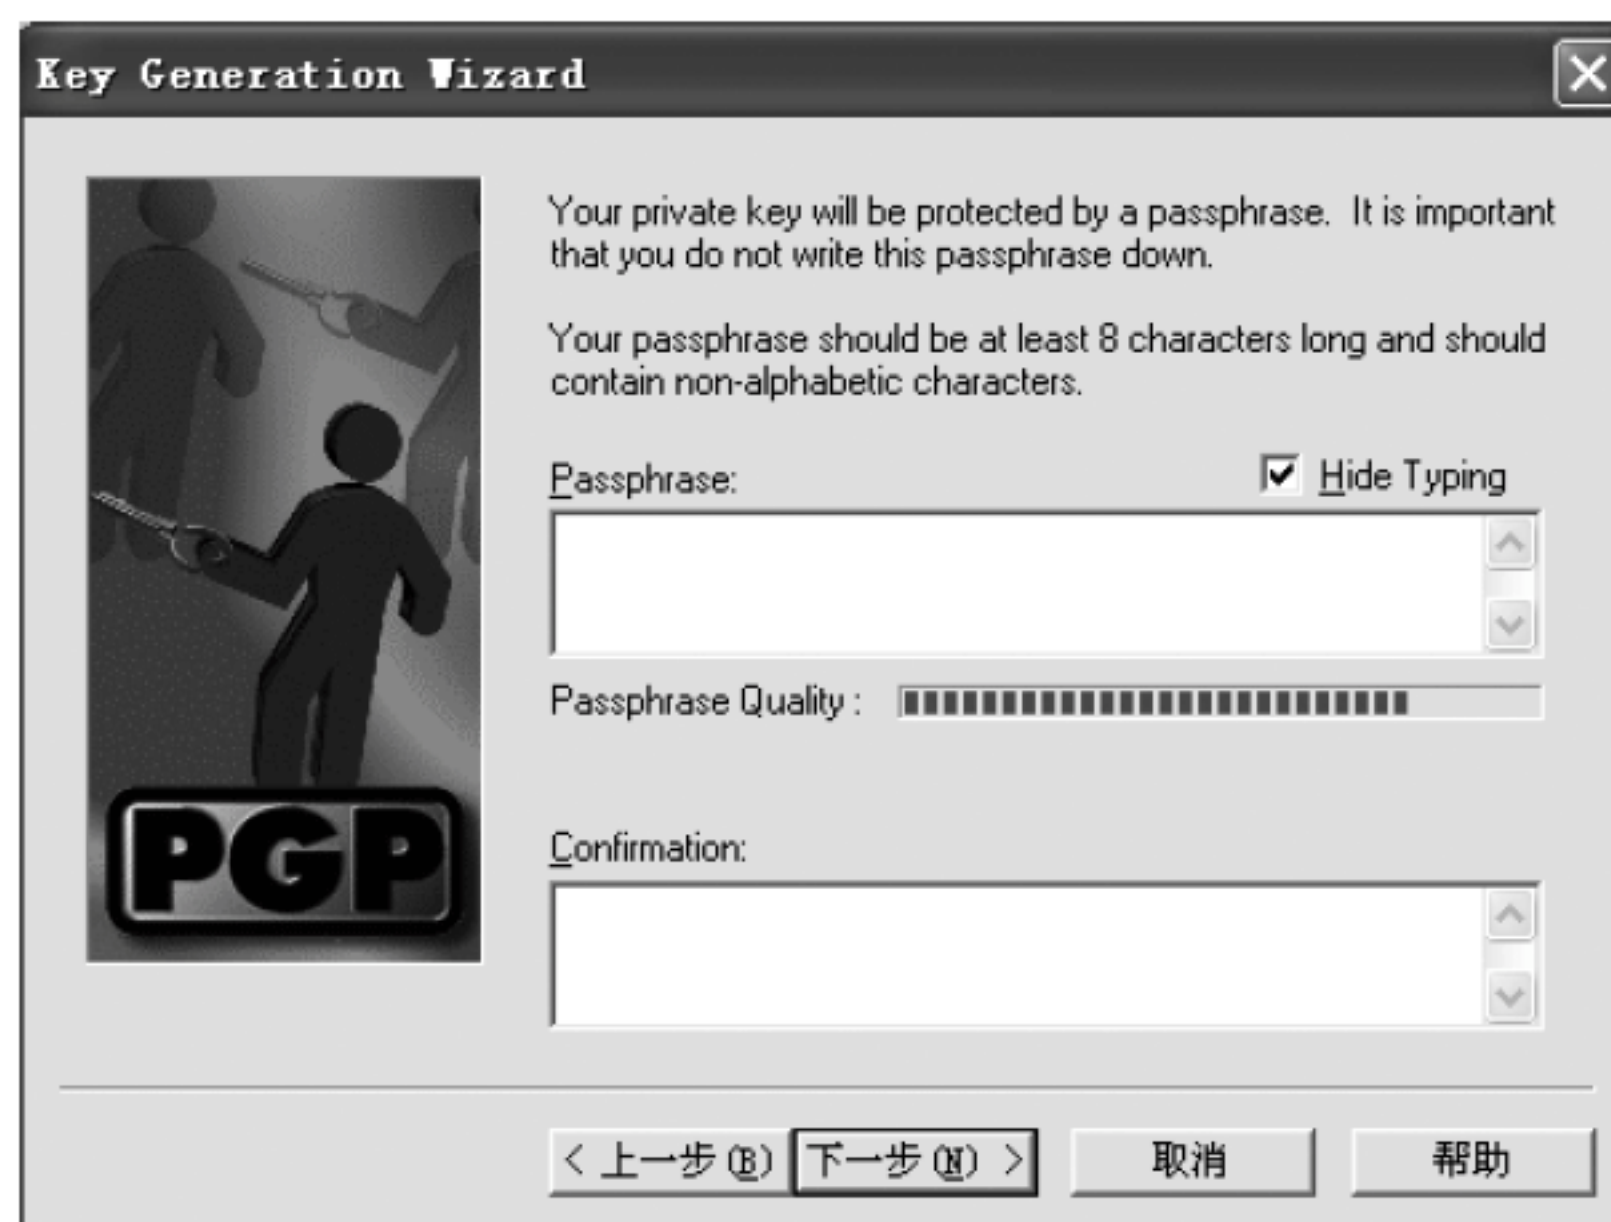 Key Generation Wizard
Your private key will be protected by a passphrase. It is important
that you do not write this passphrase down.
Your passphrase should be at least 8 characters long and should
contain non-alphabetic characters.
Passphrase:
Hide Typing
Passphrase Quality :
PGP
Confirmation:
< 上一步(B) 下一步(N) > 取消 帮助